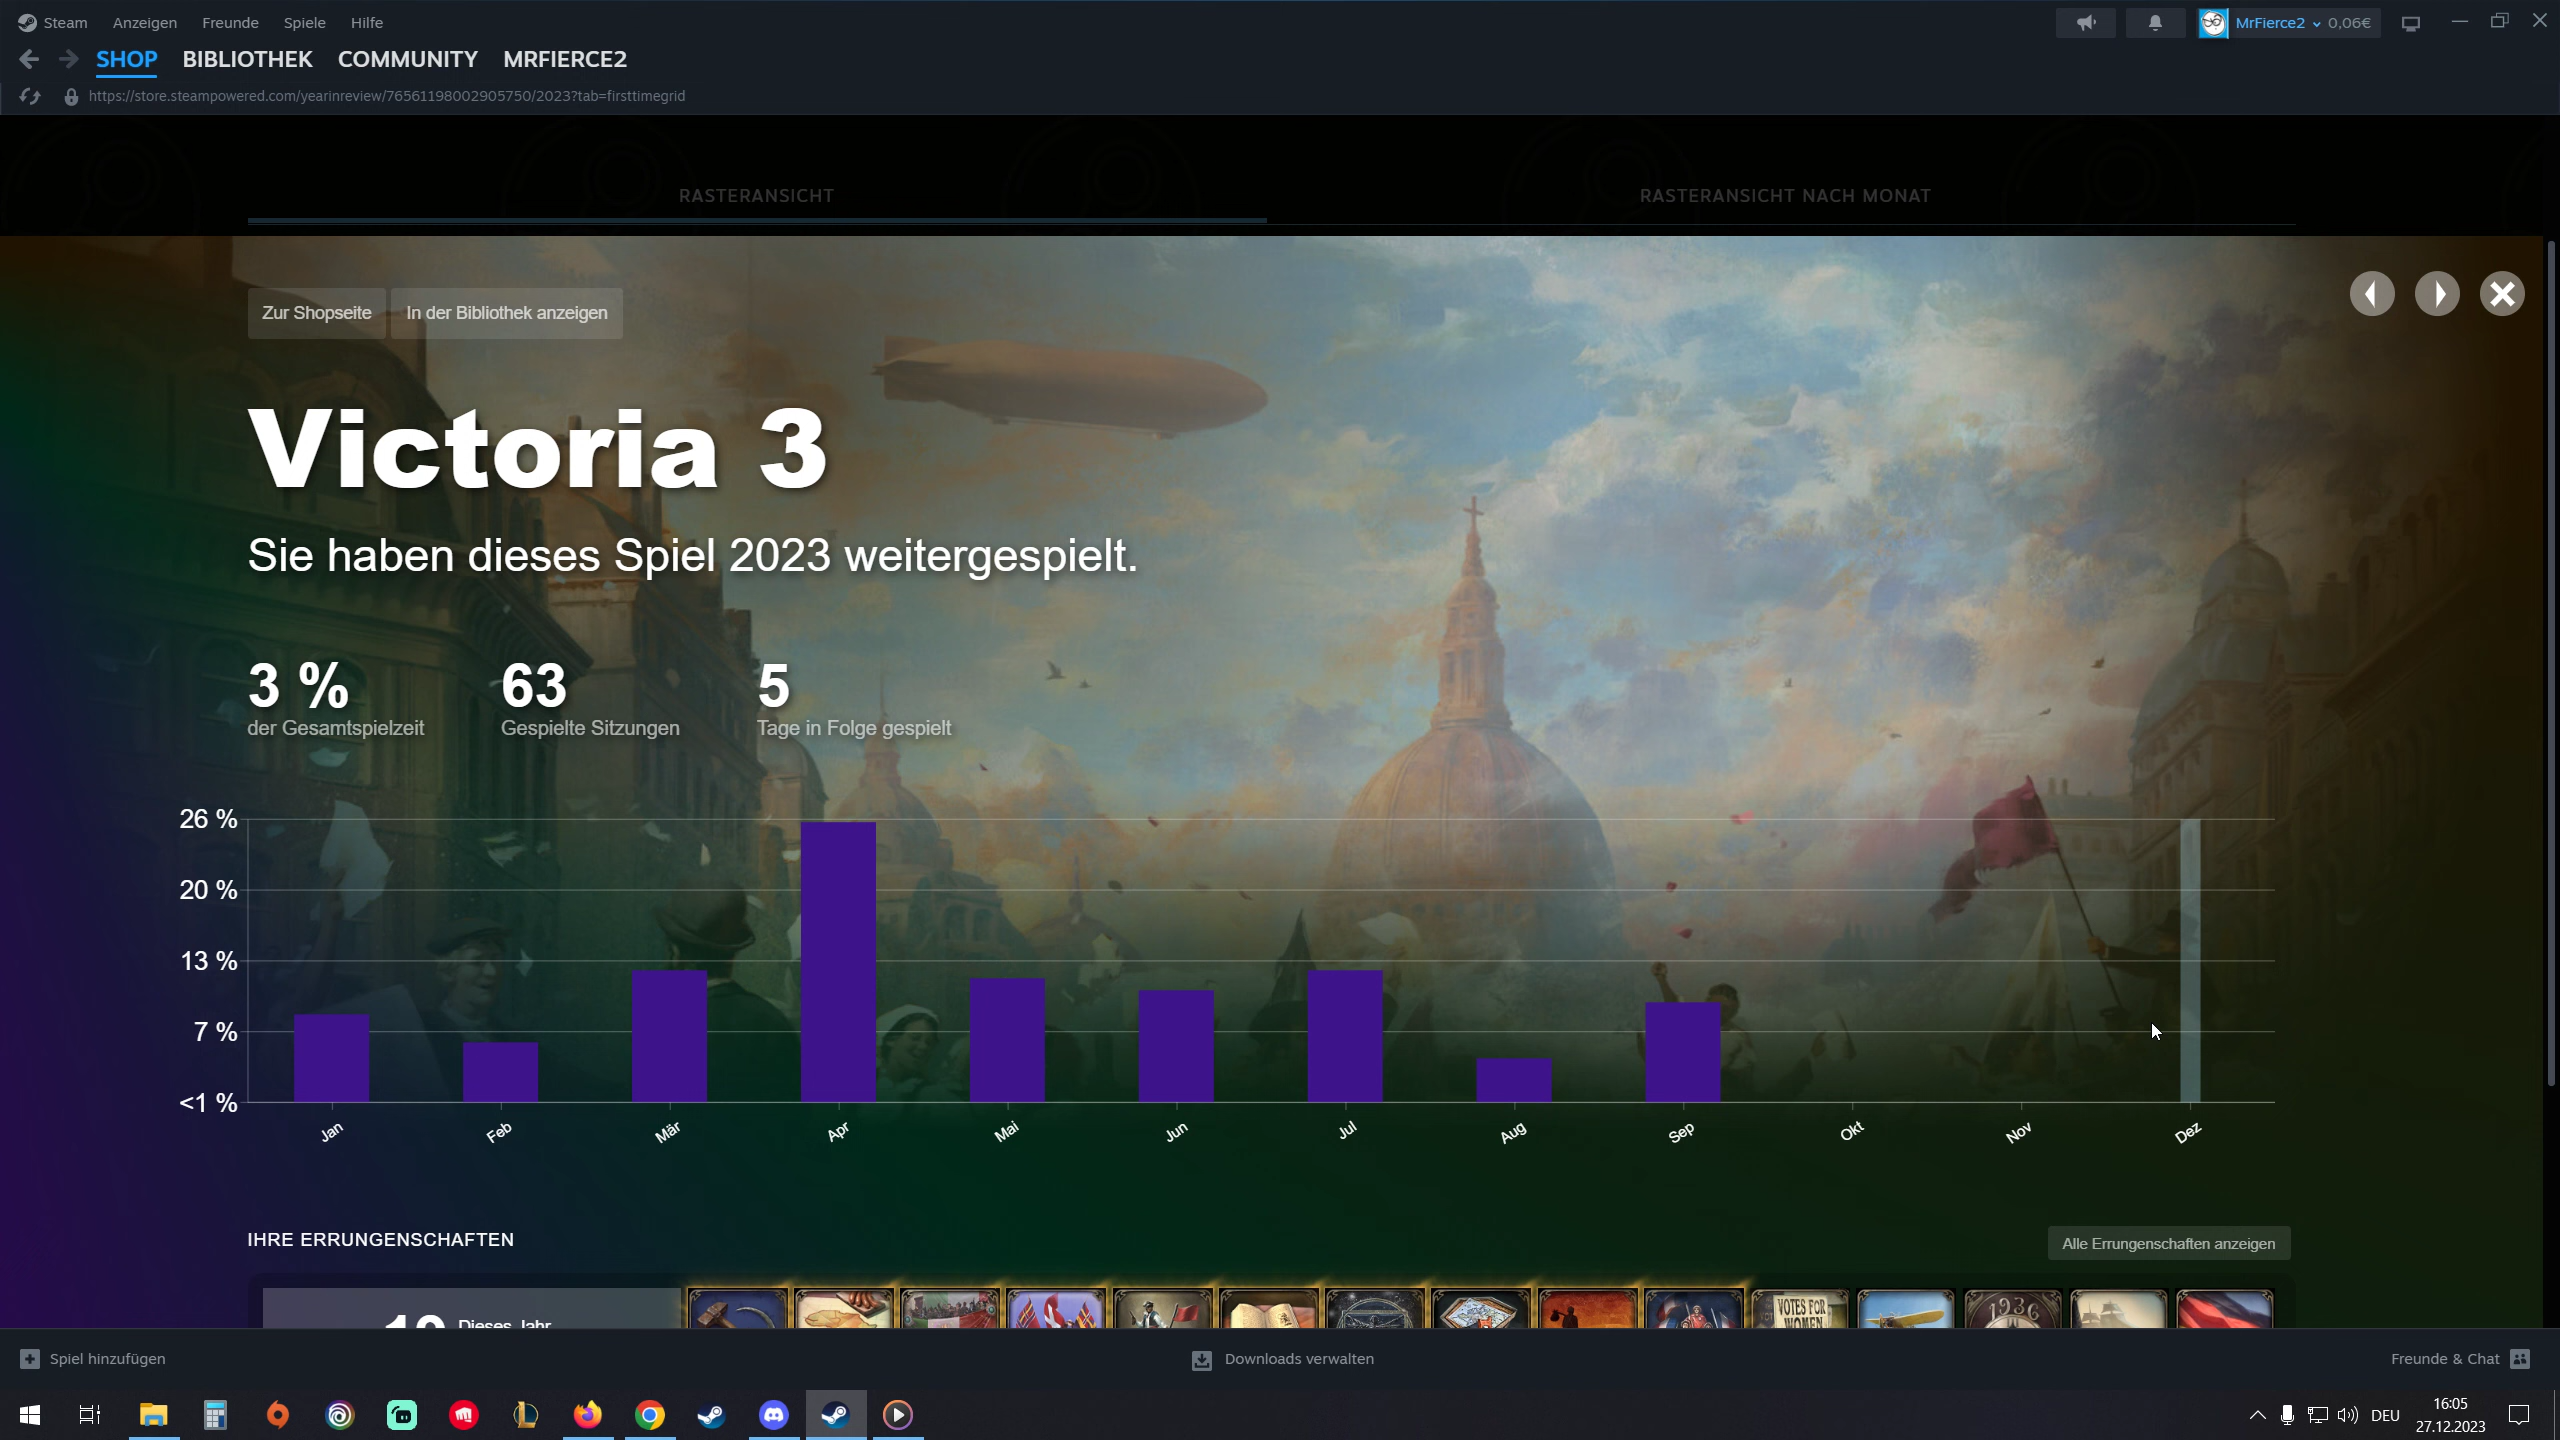 Steam Anzeigen Freunde Spiele Hilfe
MrFierce2 0,06€
SHOP BIBLIOTHEK COMMUNITY MRFIERCE2
https://store.steampowered.com/yearinreview/76561198002905750/2023?tab=firsttimegrid
RASTERANSICHT RASTERANSICHT NACH MONAT
Zur Shopseite In der Bibliothek anzeigen
Victoria 3
Sie haben dieses Spiel 2023 weitergespielt.
3 % 63 5
der Gesamtspielzeit Gespielte Sitzungen Tage in Folge gespielt
26 %
20 %
13 %
7 %
<1 %
Jan Feb Mär Apr Mai Jun Jul Aug Sep Okt Nov Dez
IHRE ERRUNGENSCHAFTEN
Alle Errungenschaften anzeigen
Dieses Jahr
VOTES FOR
WOMEN
1936
Spiel hinzufügen Downloads verwalten Freunde & Chat
DEU
16:05
27.12.2023